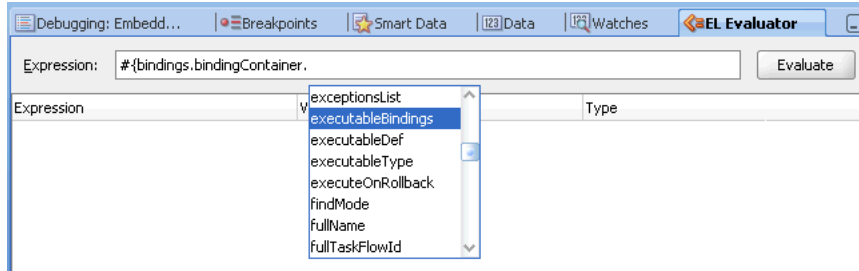 Debugging: Embedd... Breakpoints Smart Data 123 Data Watches EL Evaluator
Expression: #{bindings.bindingContainer. Evaluate
Expression V Type
exceptionsList
executableBindings
executableDef
executableType
executeOnRollback
findMode
fullName
fullTaskFlowId